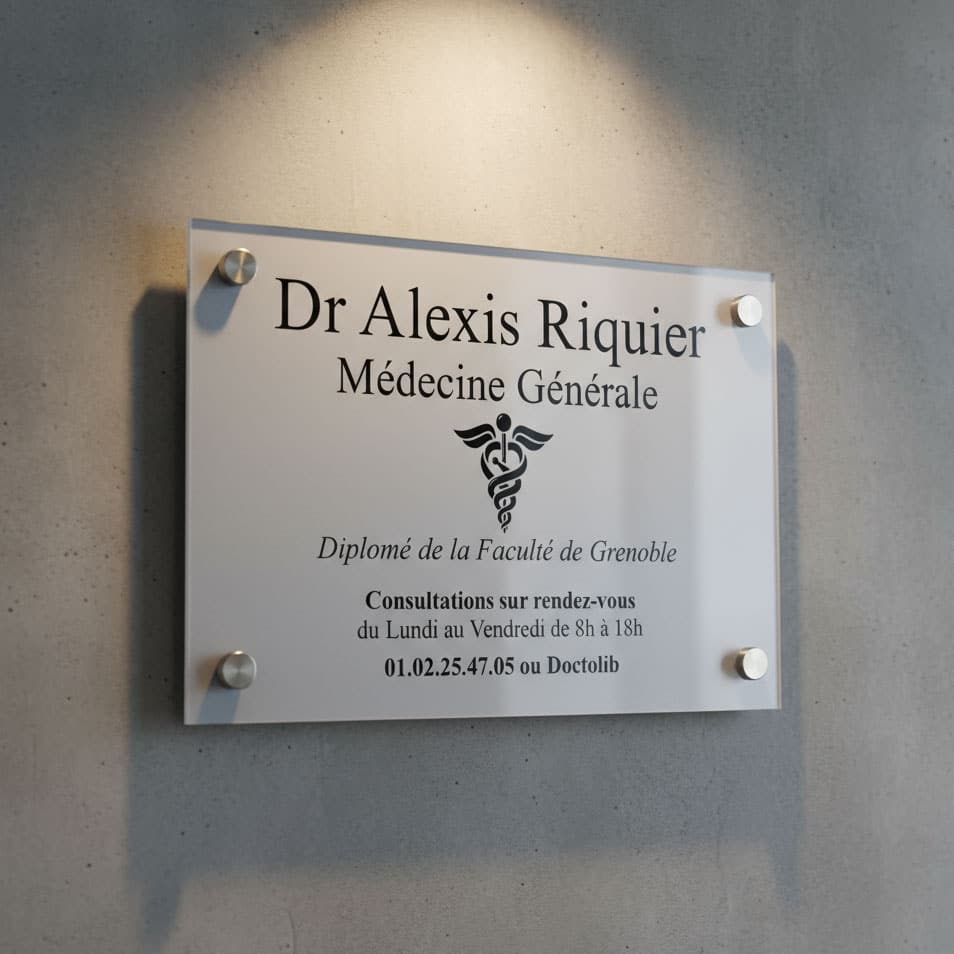 Dr Alexis Riquier
Médecine Générale
Diplomé de la Faculté de Grenoble
Consultations sur rendez-vous
du Lundi au Vendredi de 8h à 18h
01.02.25.47.05 ou Doctolib